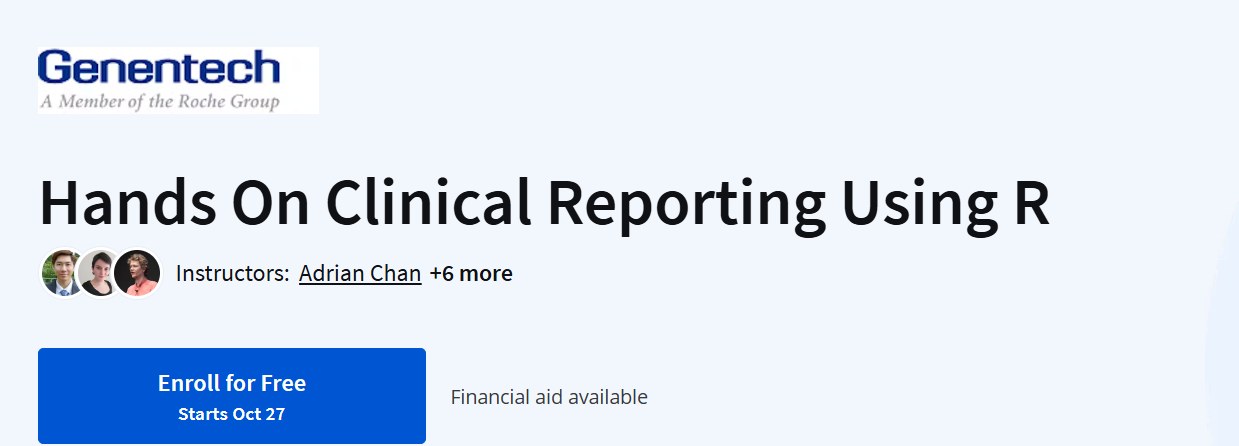 Genentech
A Member of the Roche Group
Hands On Clinical Reporting Using R
Instructors: Adrian Chan +6 more
Enroll for Free
Starts Oct 27
Financial aid available